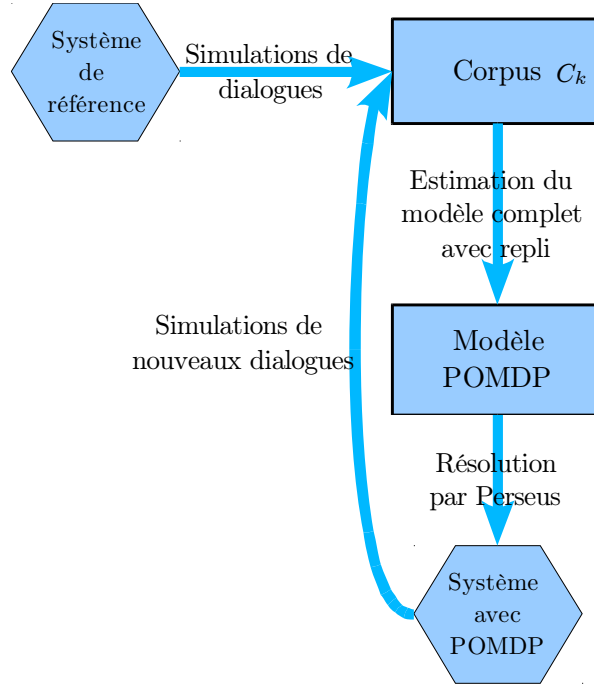 Système
de
référence
Simulations de
dialogues
Corpus C_k
Estimation du
modèle complet
avec repli
Simulations de
nouveaux dialogues
Modèle
POMDP
Résolution
par Perseus
Système
avec
POMDP